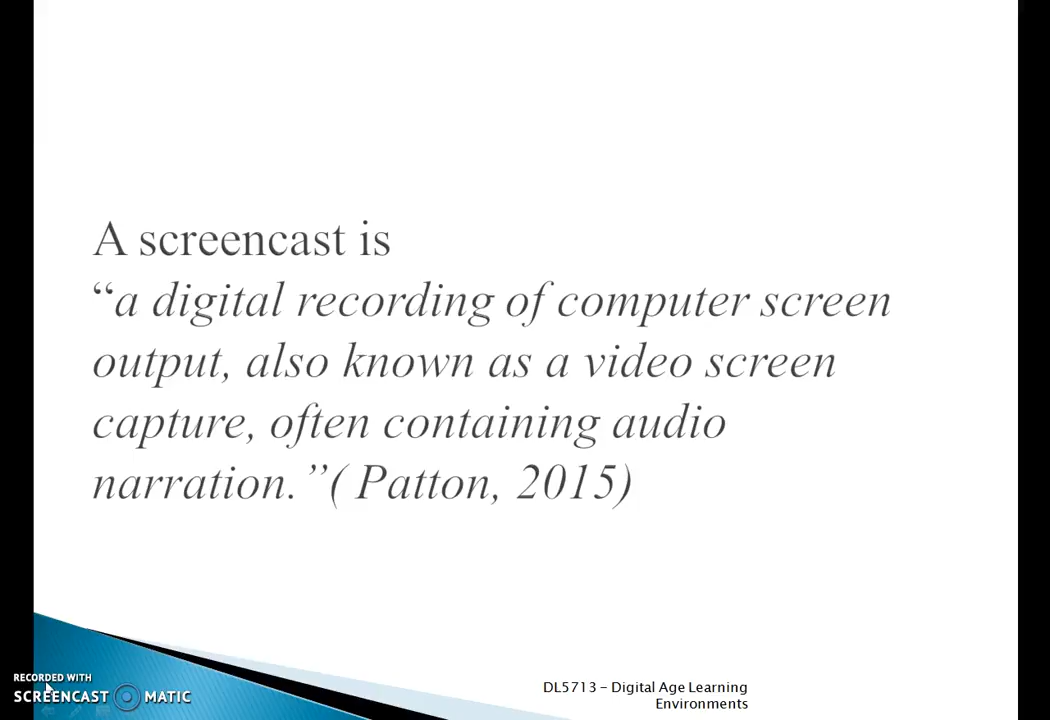 A screencast is
“a digital recording of computer screen
output, also known as a video screen
capture, often containing audio
narration.”( Patton, 2015)
RECORDED WITH
SCREENCAST MATIC
DL5713 – Digital Age Learning
Environments